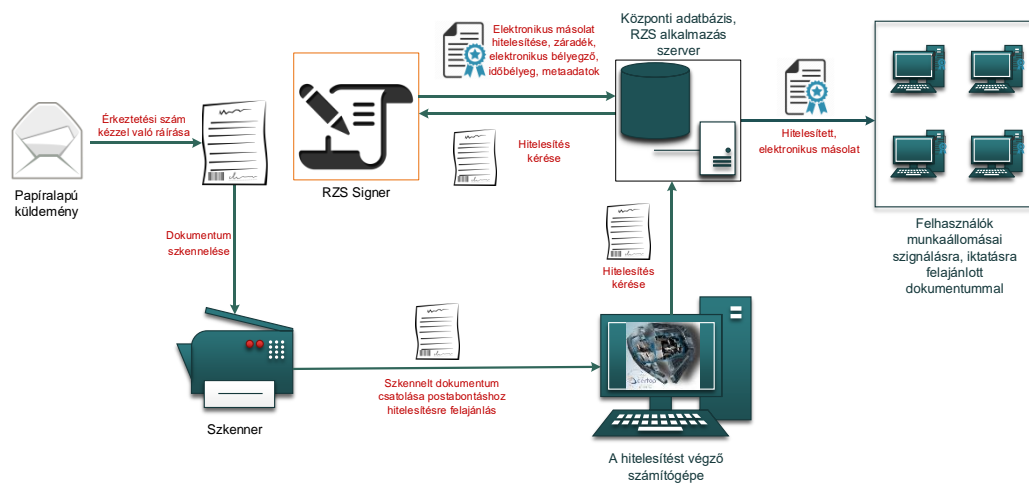 Elektronikus másolat
hitelesítése, záradék,
elektronikus bélyegző,
időbélyeg, metaadatok
Központi adatbázis,
RZS alkalmazás
szerver
Érkeztetési szám
kézzel való ráírása
Hitelesítés
kérése
Hitelesített,
elektronikus másolat
Papíralapú
küldemény
RZS Signer
Dokumentum
szkennelése
Hitelesítés
kérése
Felhasználók
munkaállomásai
szignálásra, iktatásra
felajánlott
dokumentummal
Szkennelt dokumentum
csatolása postabontáshoz
hitelesítésre felajánlás
Szkenner
A hitelesítést végző
számítógépe